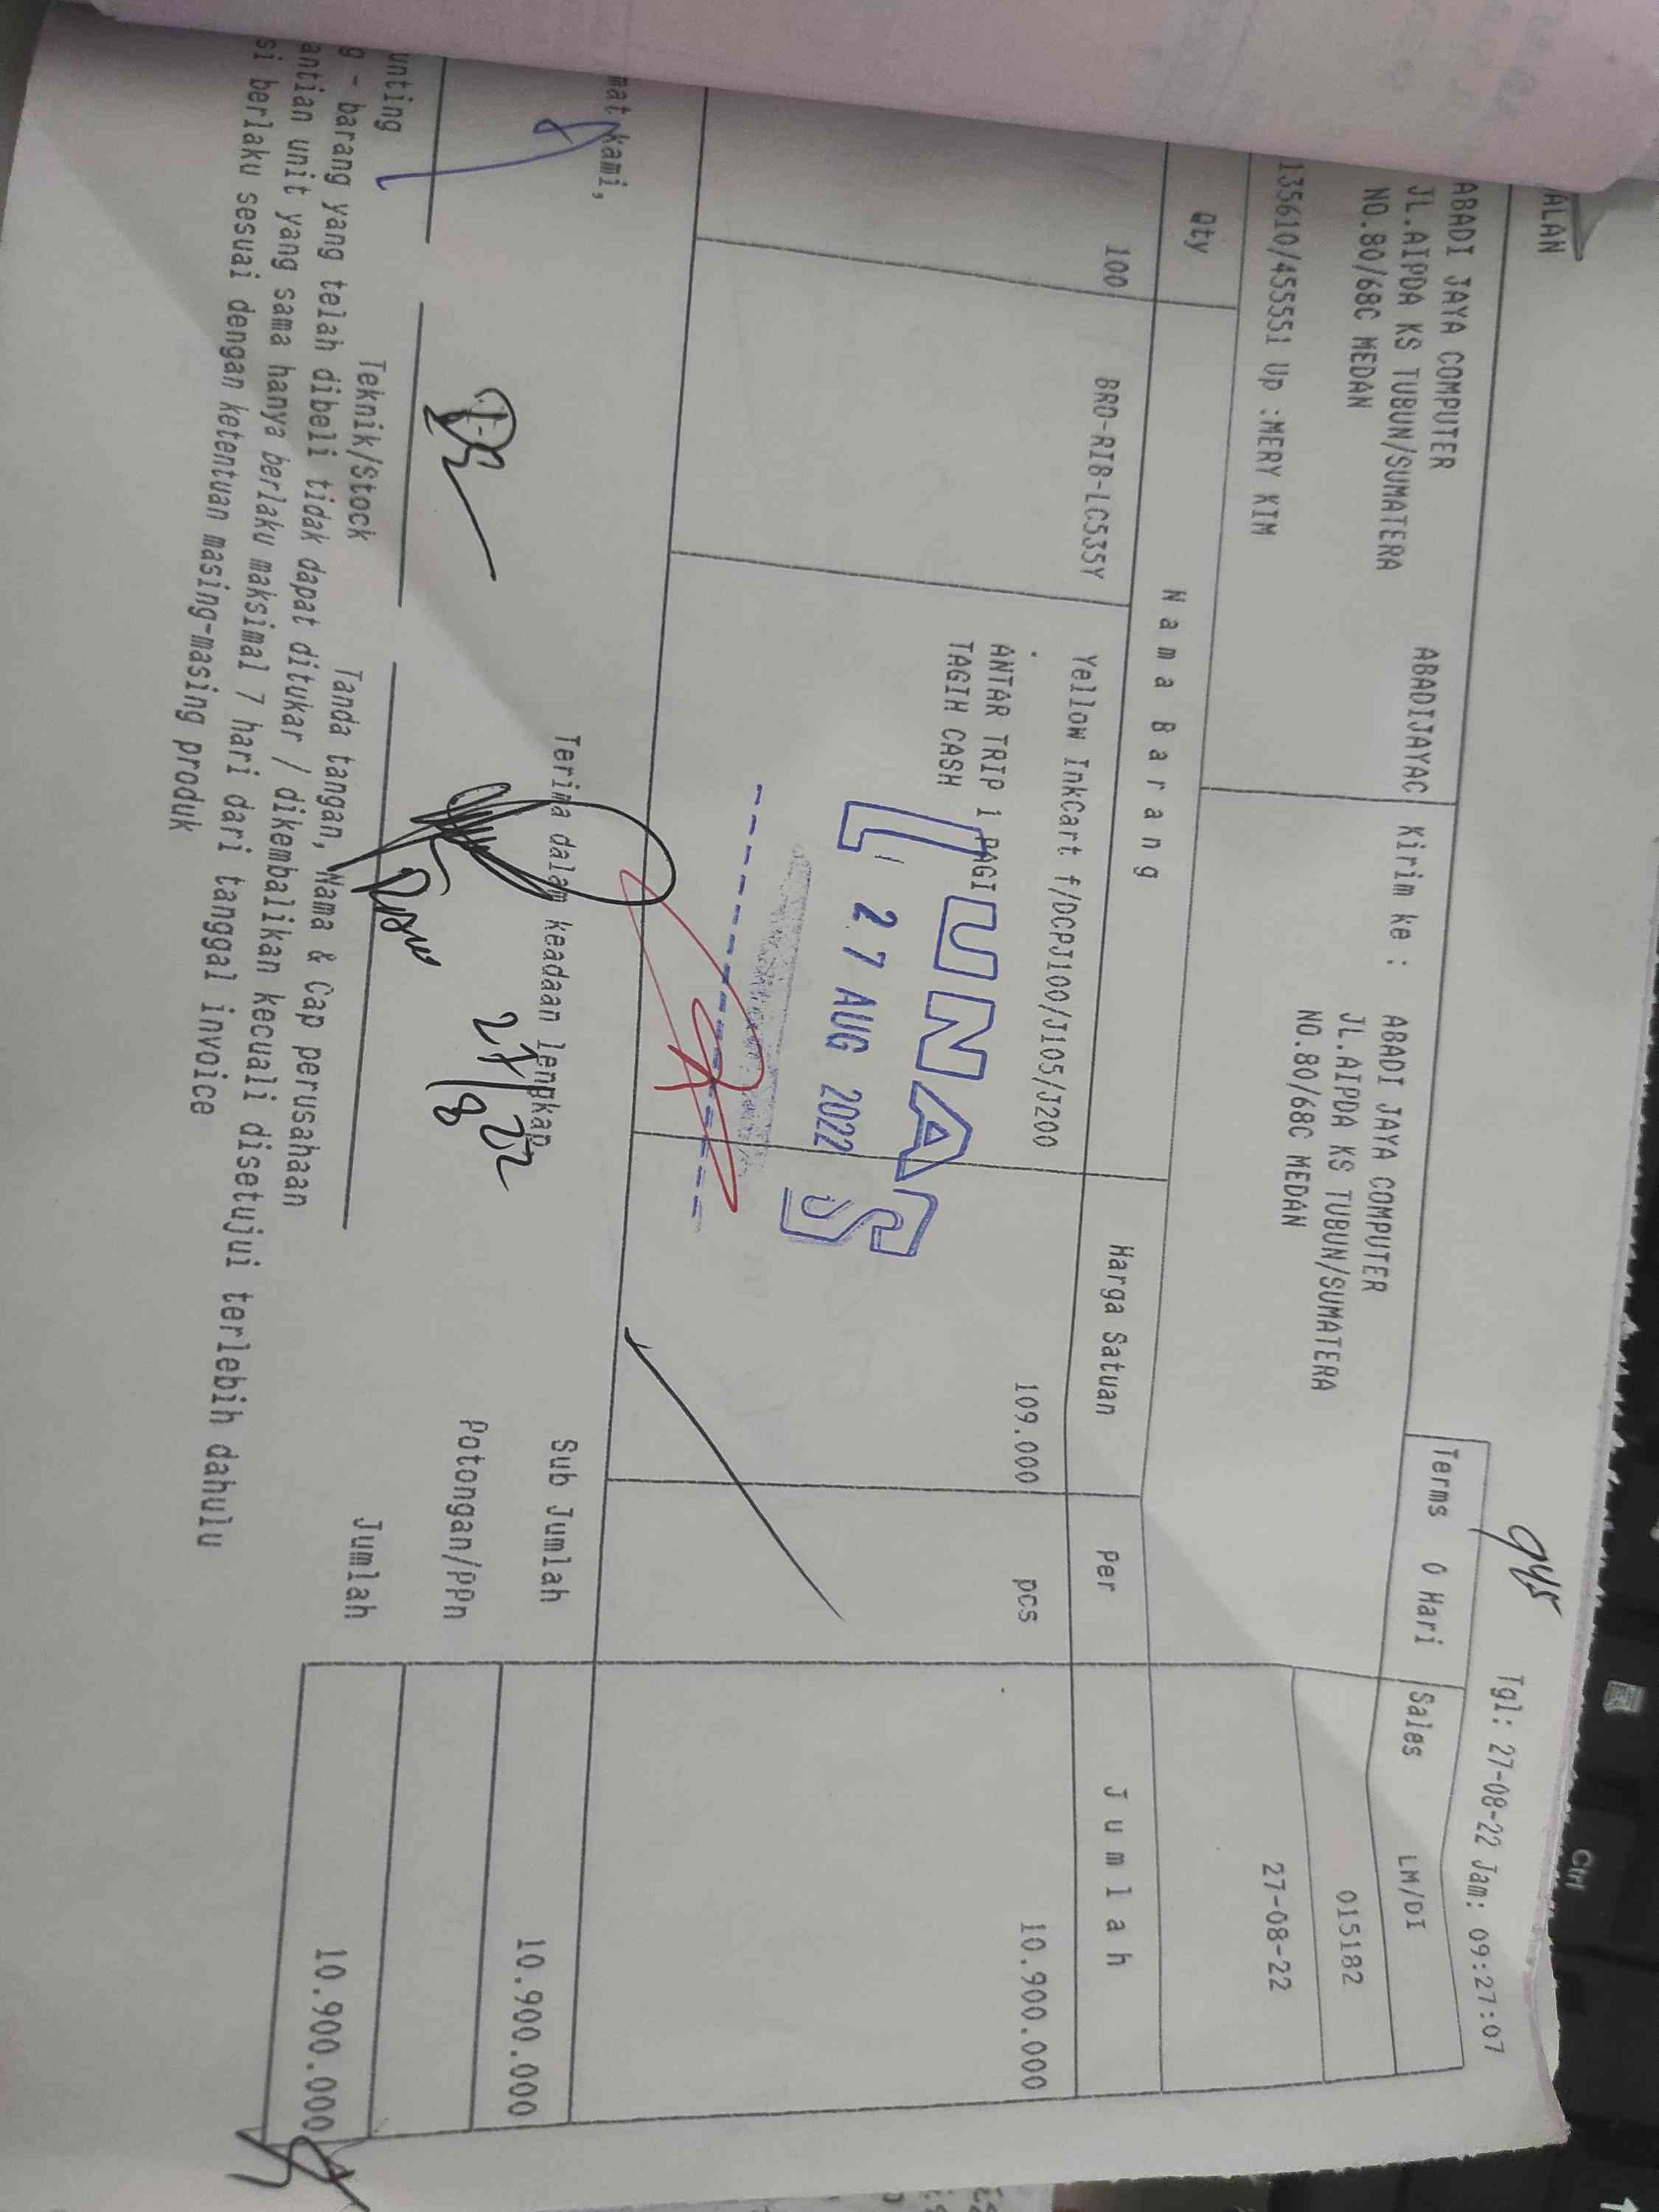 ALAN
945
Tgl: 27-08-22 Jam: 09:27:07
ABADI JAYA COMPUTER ABADIJAYAC
JL.AIPDA KS TUBUN/SUMATERA
NO.80/68C MEDAN
135610/455551 Up :MERY KIM
Kirim ke : ABADI JAYA COMPUTER
JL.AIPDA KS TUBUN/SUMATERA
NO.80/68C MEDAN
Terms 0 Hari Sales LM/DI
015182
27-08-22
Qty Nama Barang Harga Satuan Per Jumlah
100 BRO-RIB-LC535Y Yellow InkCart f/DCPJ100/J105/J200 109.000 pcs 10.900.000
.
ANTAR TRIP 1 PAGI
TAGIH CASH
LUNAS
27 AUG 2022
mat kami,
Terima dalam keadaan lengkap,
27/8 22
Sub Jumlah 10.900.000
Potongan/PPn
Jumlah 10.900.000
unting Teknik/Stock Tanda tangan, Nama & Cap perusahaan
g - barang yang telah dibeli tidak dapat ditukar / dikembalikan kecuali disetujui terlebih dahulu
antian unit yang sama hanya berlaku maksimal 7 hari dari tanggal invoice
si berlaku sesuai dengan ketentuan masing-masing produk
Ctrl